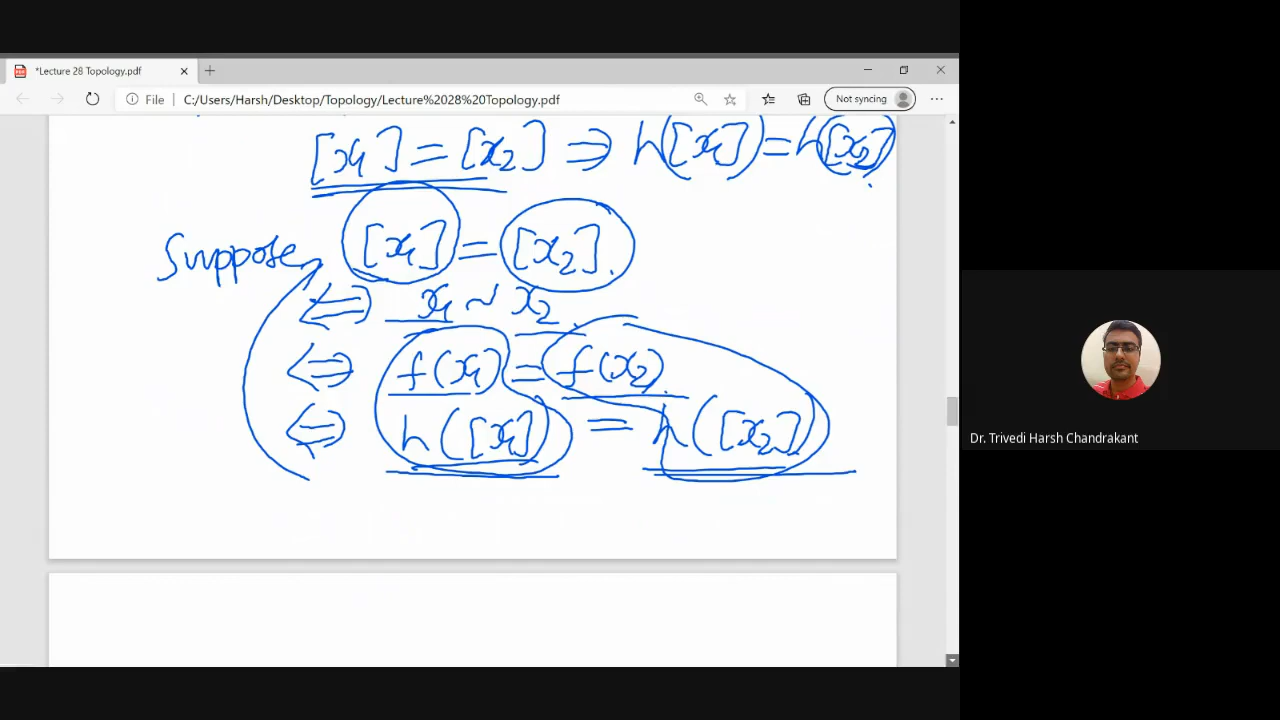 *Lecture 28 Topology.pdf
File | C:/Users/Harsh/Desktop/Topology/Lecture%2028%20Topology.pdf
Not syncing
[x₁] = [x₂] ⇒ h([x₁]) = h([x₂]).
Suppose, [x₁] = [x₂].
⇔ x₁ ~ x₂.
⇔ f(x₁) = f(x₂).
⇔ h([x₁]) = h([x₂])
Dr. Trivedi Harsh Chandrakant